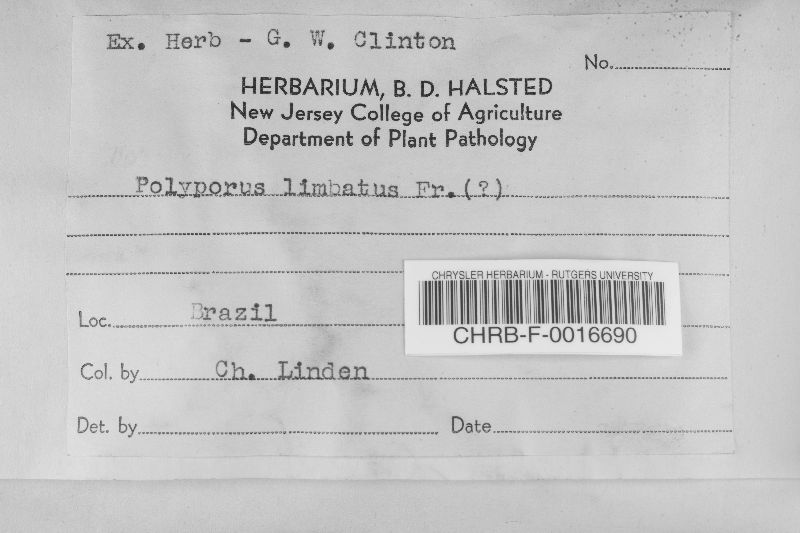 Ex. Herb - G. W. Clinton
No.
HERBARIUM, B. D. HALSTED
New Jersey College of Agriculture
Department of Plant Pathology
Polyporus limbatus Fr.(?)
CHRYSLER HERBARIUM - RUTGERS UNIVERSITY
CHRB-F-0016690
Loc. Brazil
Col. by Ch. Linden
Det. by Date